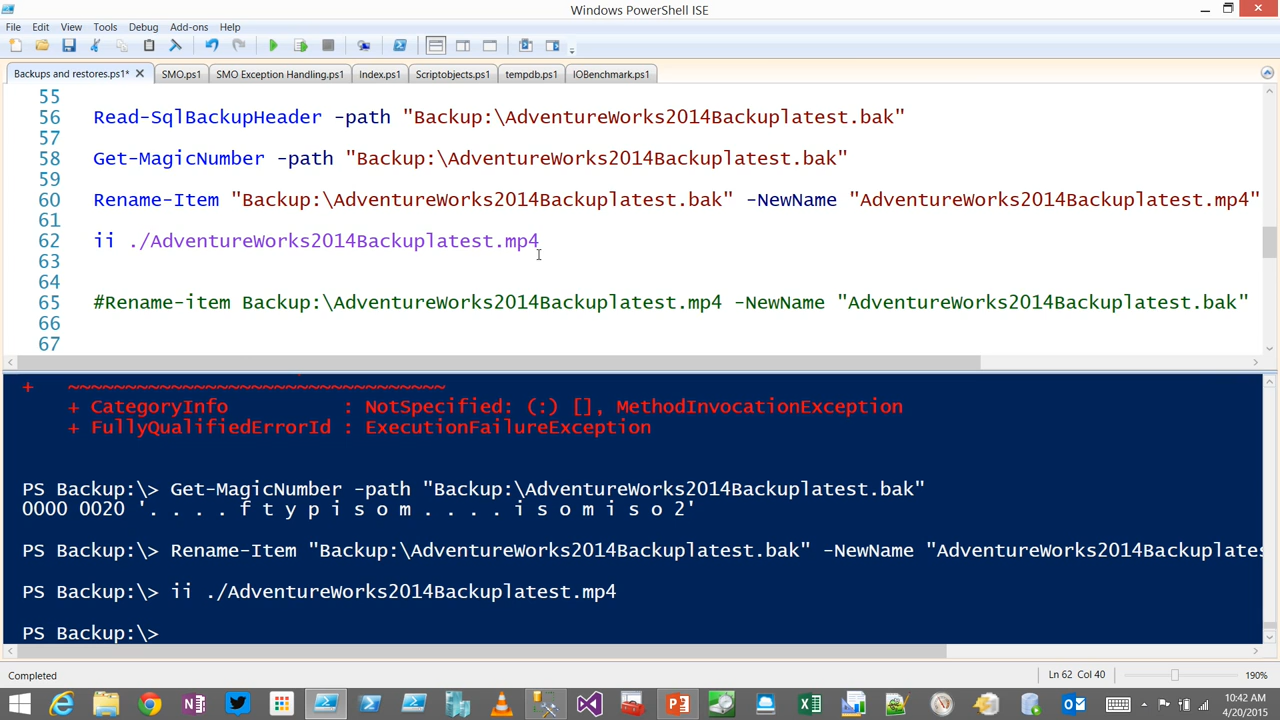 Windows PowerShell ISE
File Edit View Tools Debug Add-ons Help
Backups and restores.ps1* SMO.ps1 SMO Exception Handling.ps1 Index.ps1 Scriptobjects.ps1 tempdb.ps1 IOBenchmark.ps1
55
56 Read-SqlBackupHeader -path "Backup:\AdventureWorks2014Backuplatest.bak"
57
58 Get-MagicNumber -path "Backup:\AdventureWorks2014Backuplatest.bak"
59
60 Rename-Item "Backup:\AdventureWorks2014Backuplatest.bak" -NewName "AdventureWorks2014Backuplatest.mp4"
61
62 ii ./AdventureWorks2014Backuplatest.mp4
63
64
65 #Rename-item Backup:\AdventureWorks2014Backuplatest.mp4 -NewName "AdventureWorks2014Backuplatest.bak"
66
67
+ ~~~~~~~~~~~~~~~~~~~~~~~~~~~~~~~~~
+ CategoryInfo : NotSpecified: (:) [], MethodInvocationException
+ FullyQualifiedErrorId : ExecutionFailureException
PS Backup:\> Get-MagicNumber -path "Backup:\AdventureWorks2014Backuplatest.bak"
0000 0020 '. . . . f t y p i s o m . . . . i s o m i s o 2'
PS Backup:\> Rename-Item "Backup:\AdventureWorks2014Backuplatest.bak" -NewName "AdventureWorks2014Backuplates
PS Backup:\> ii ./AdventureWorks2014Backuplatest.mp4
PS Backup:\>
Completed Ln 62 Col 40 190%
10:42 AM
4/20/2015